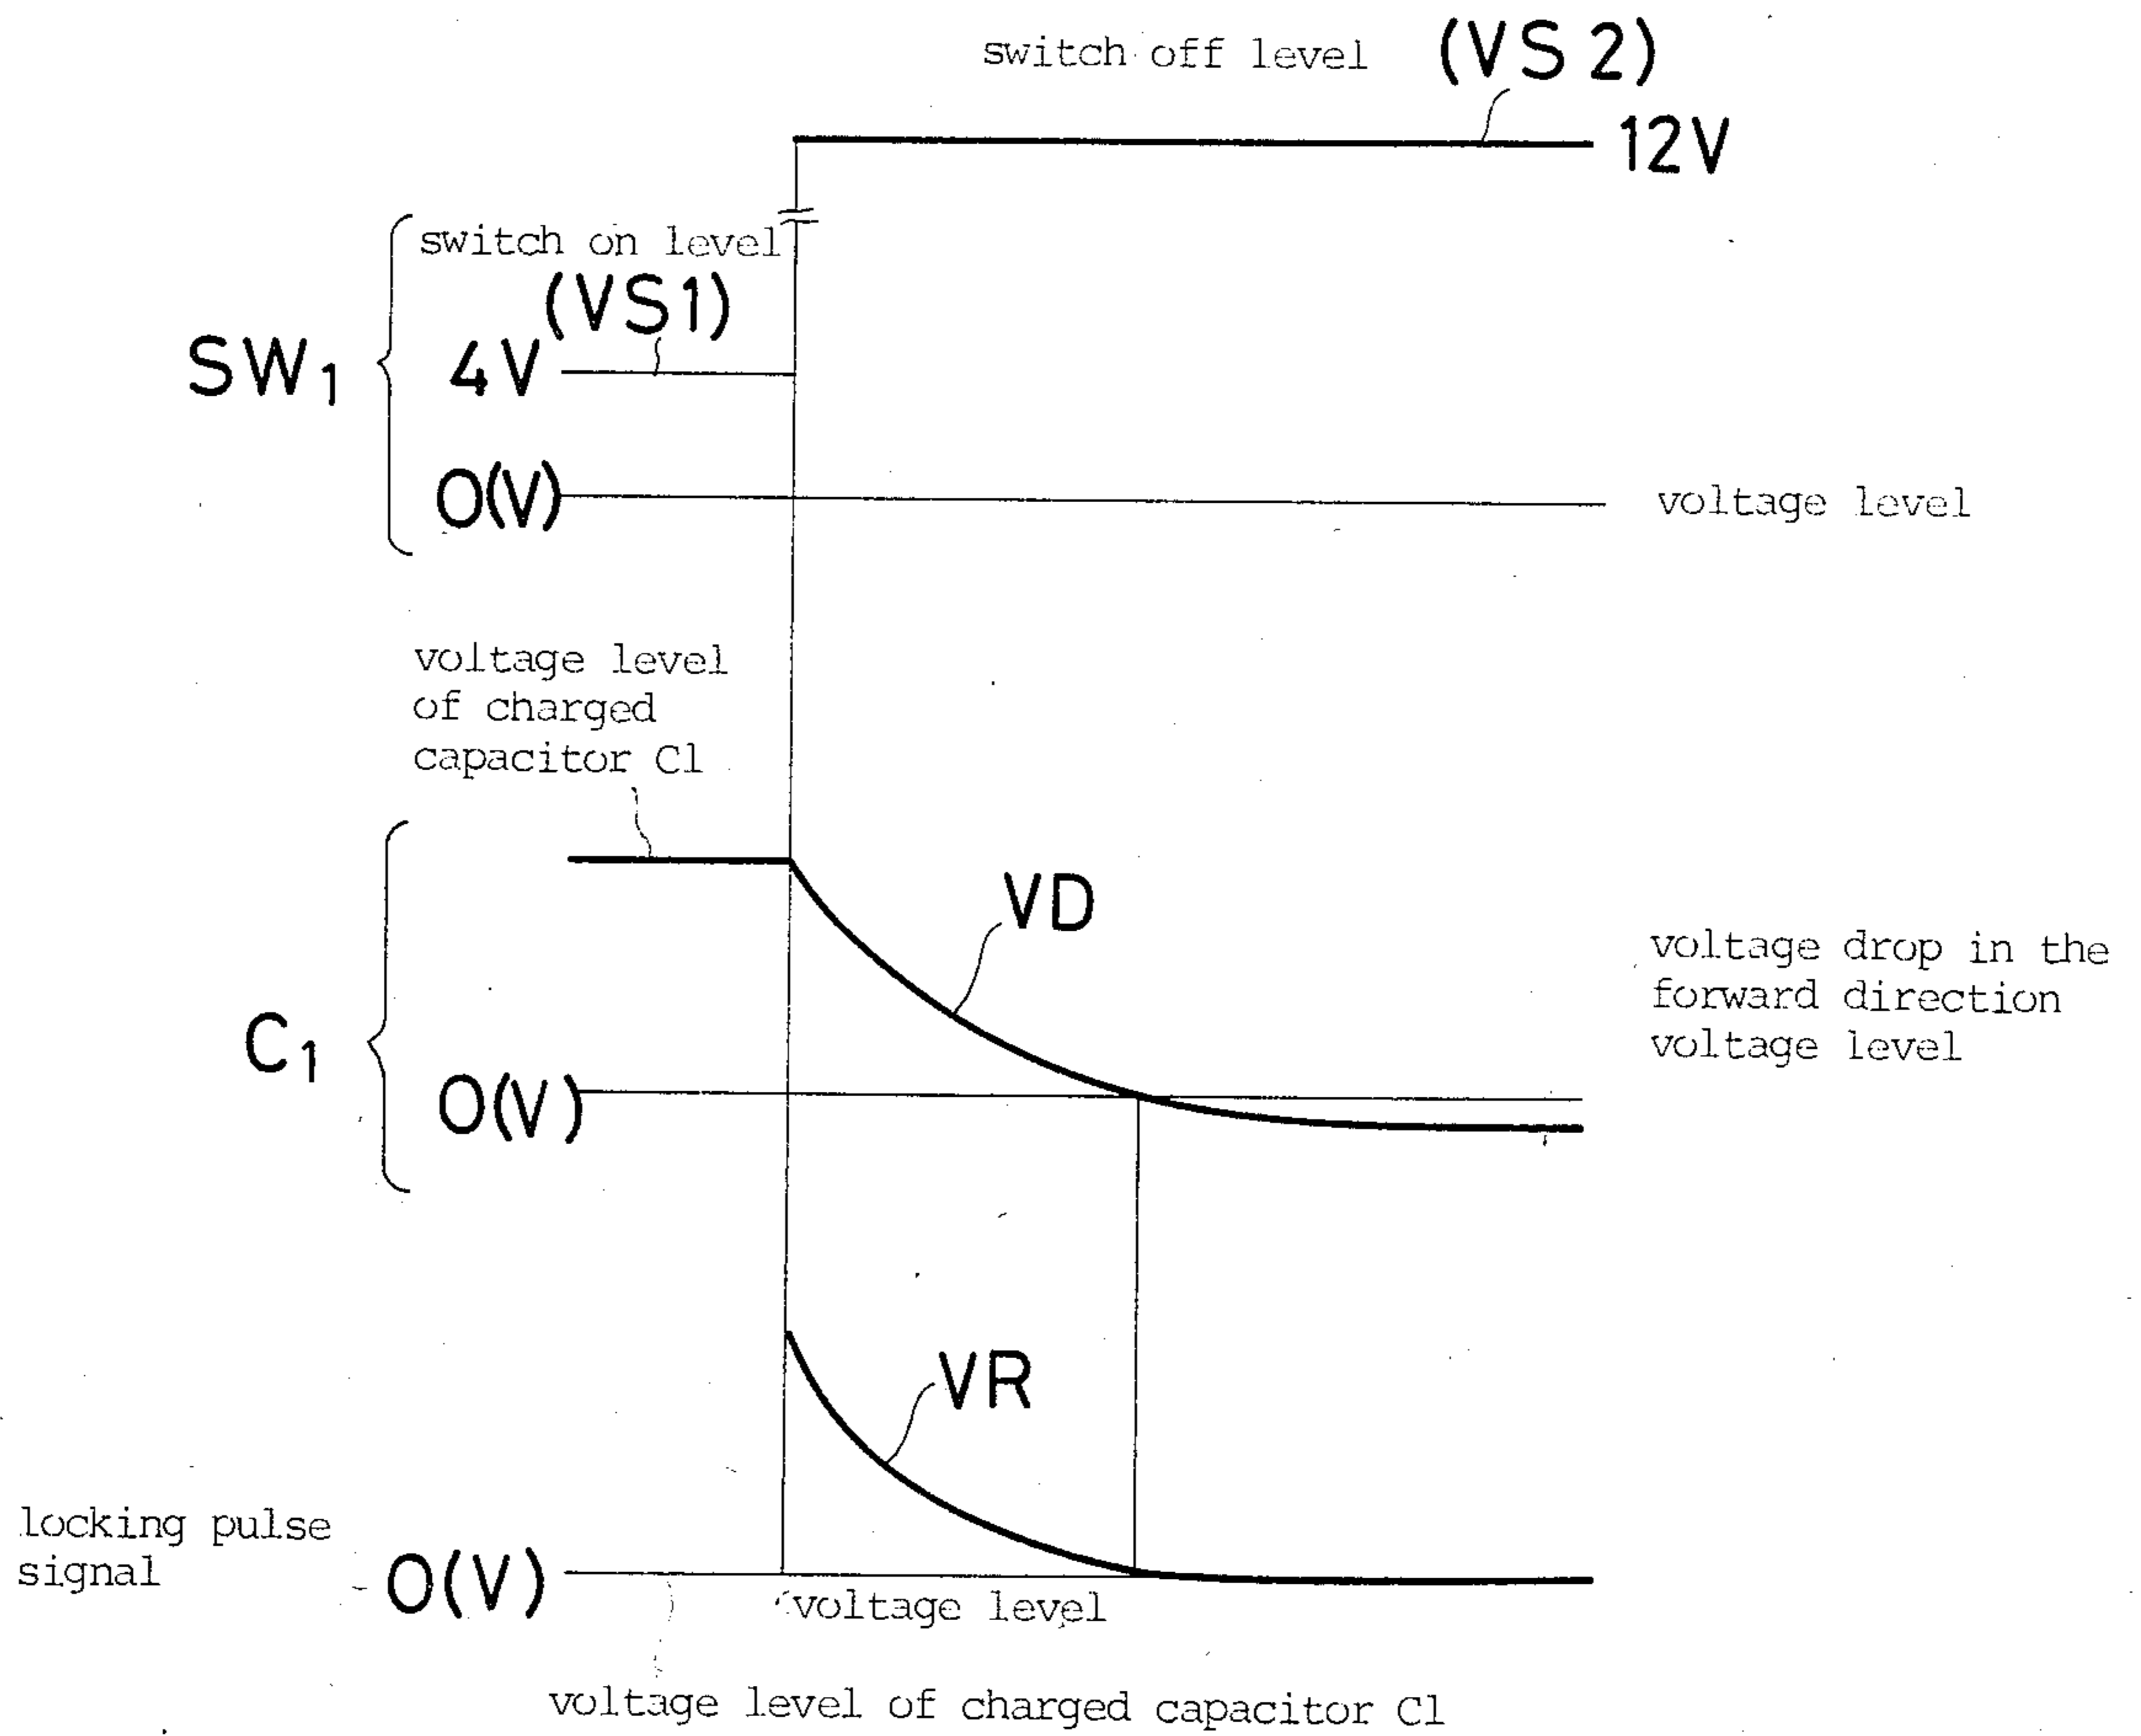 switch off level (VS2)
12V
switch on level
(VS1)
SW1
4V
0(V)
voltage level
voltage level
of charged
capacitor Cl
VD
voltage drop in the
forward direction
voltage level
C1
0(V)
VR
locking pulse
signal
0(V)
voltage level
voltage level of charged capacitor Cl